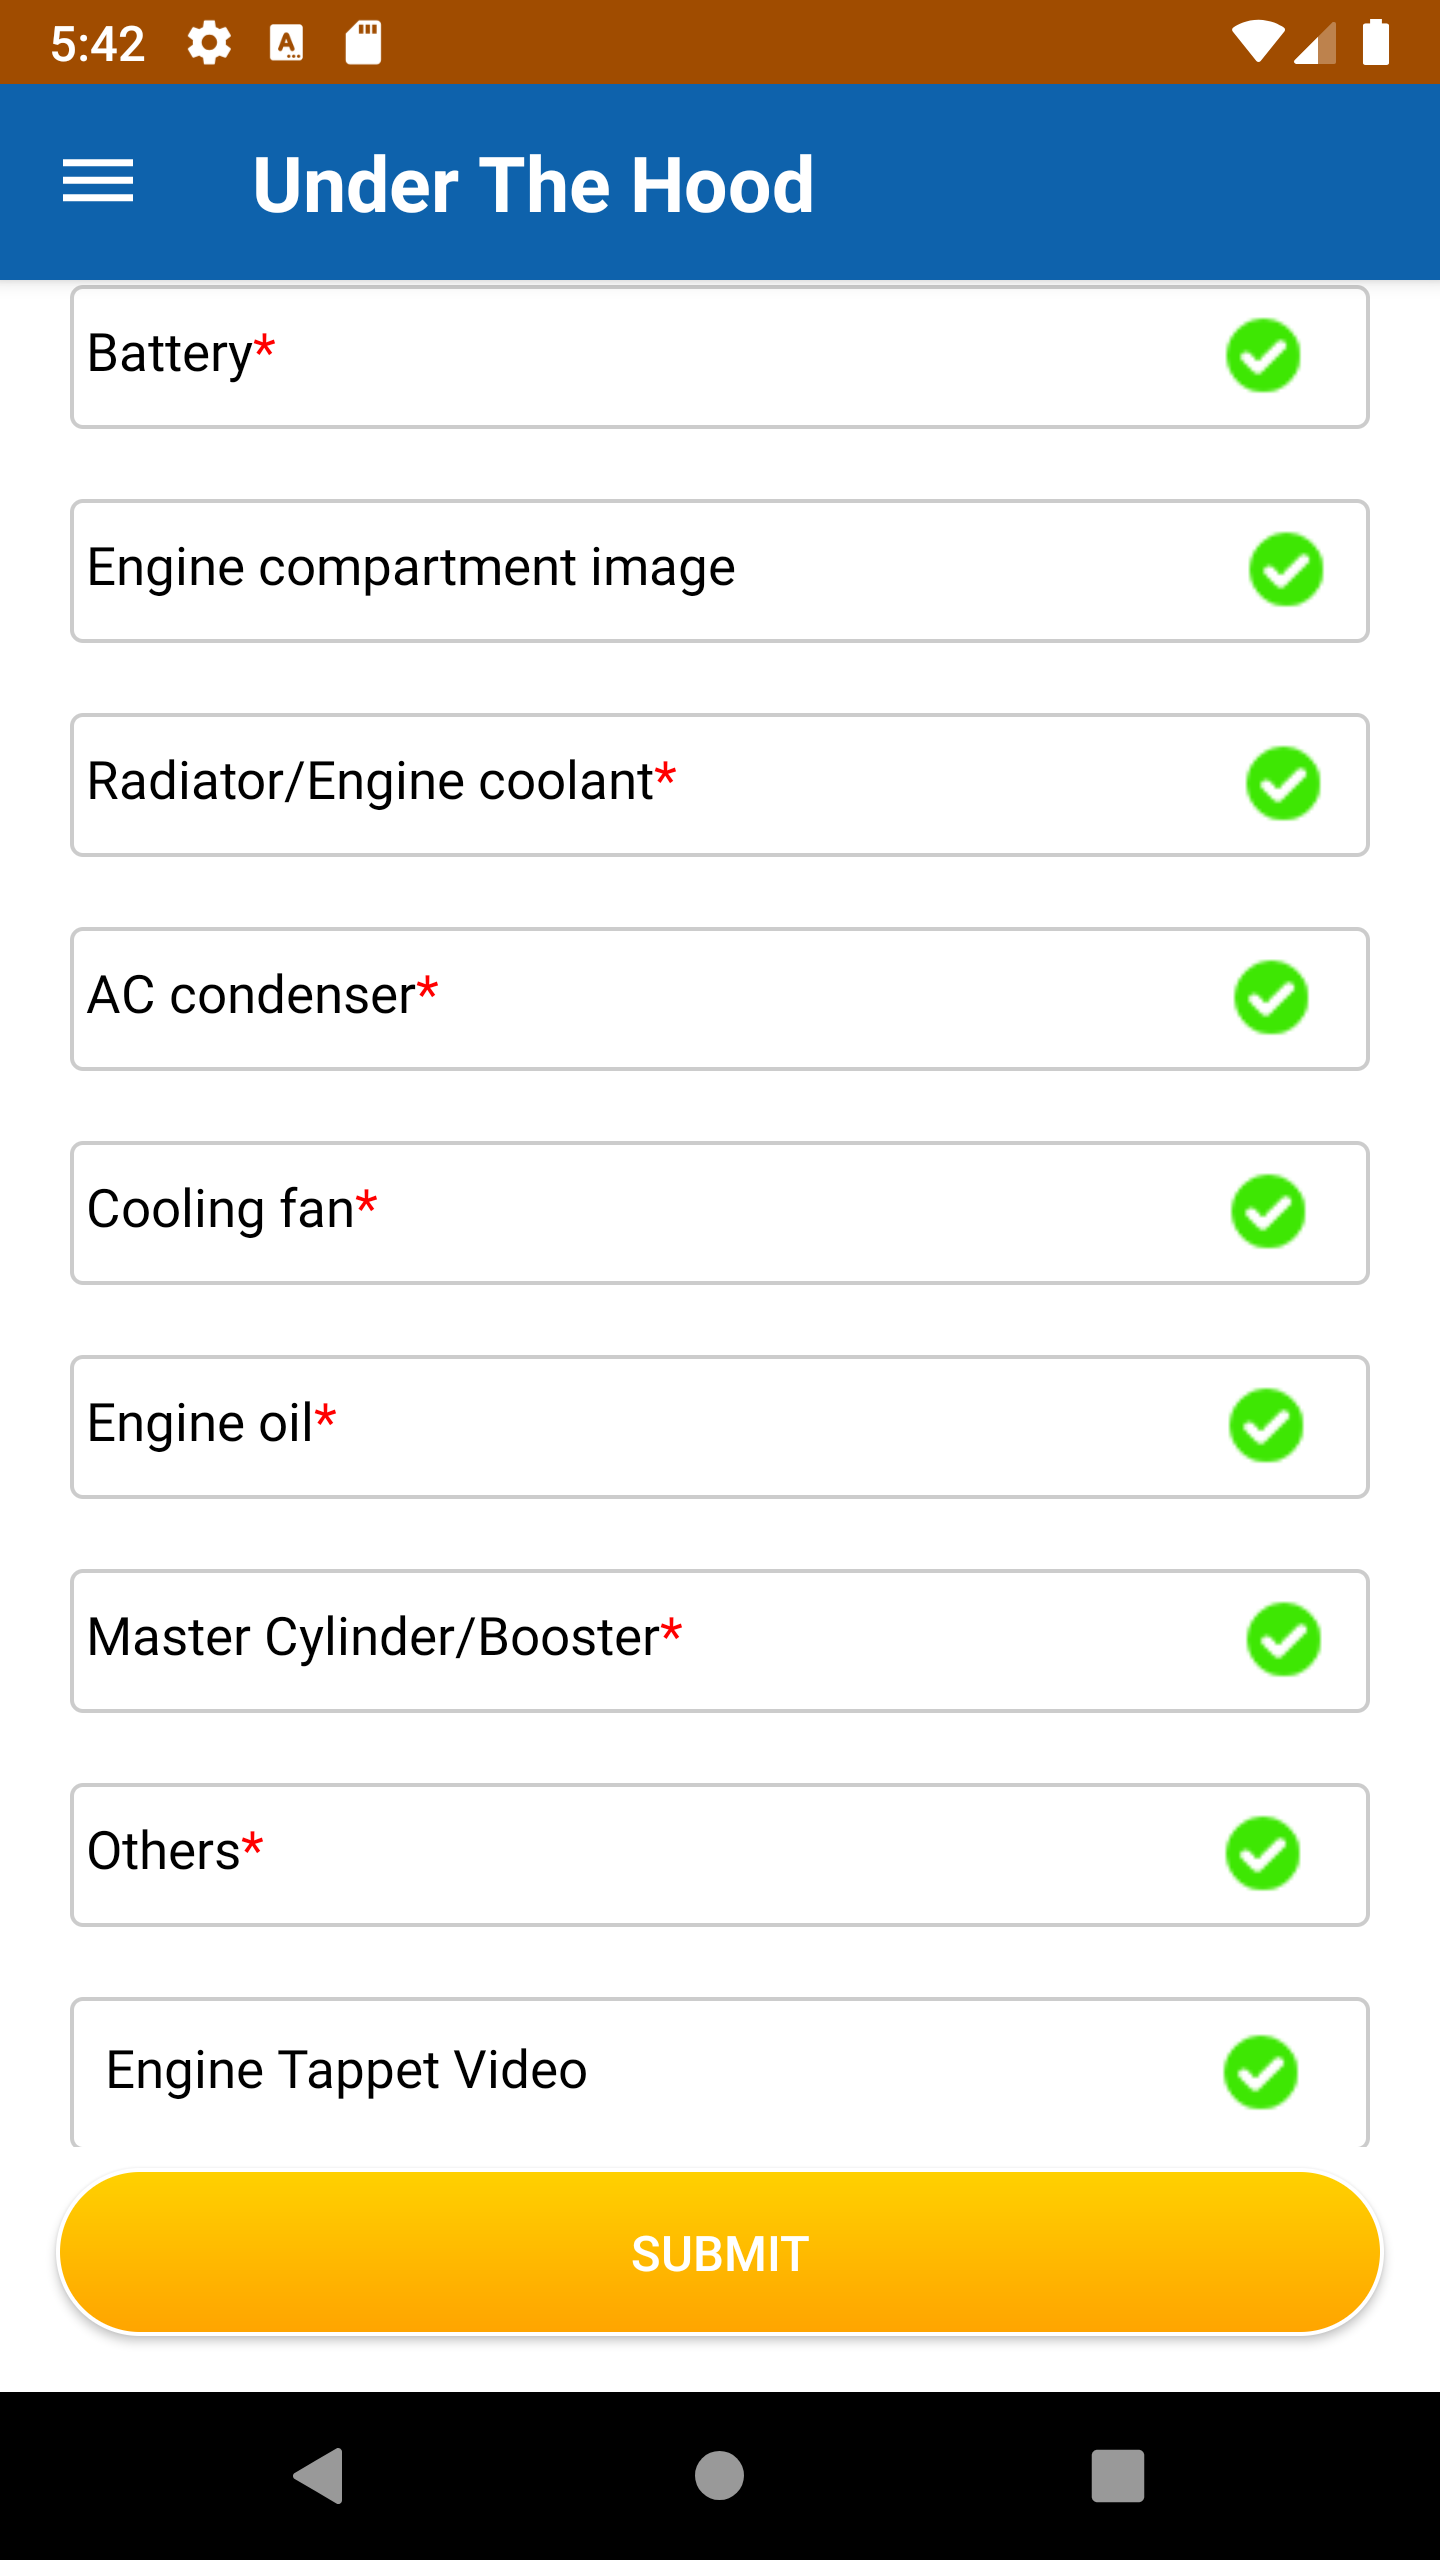 5:42
Under The Hood
Battery*
Engine compartment image
Radiator/Engine coolant*
AC condenser*
Cooling fan*
Engine oil*
Master Cylinder/Booster*
Others*
Engine Tappet Video
SUBMIT